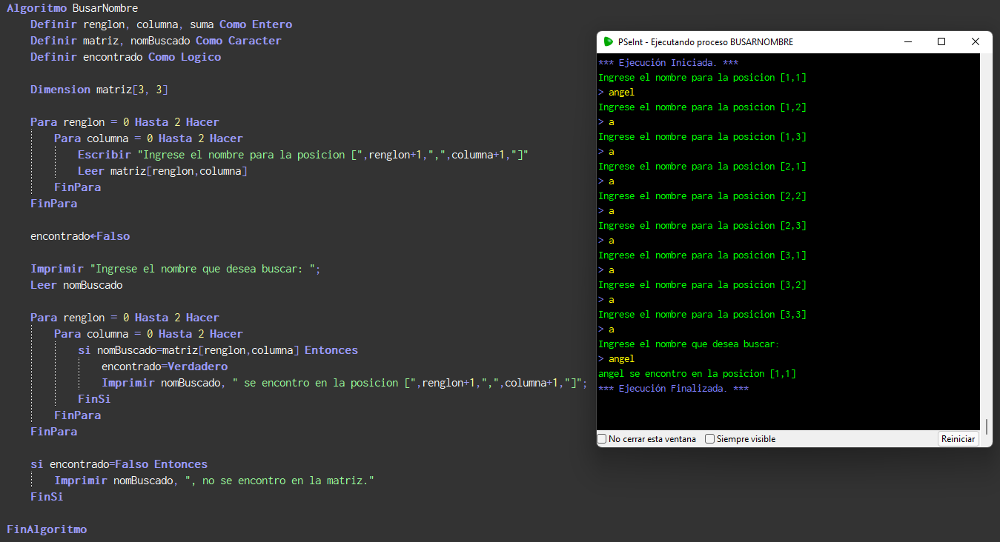 Algoritmo BusarNombre
Definir renglon, columna, suma Como Entero
Definir matriz, nomBuscado Como Caracter
Definir encontrado Como Logico
Dimension matriz[3, 3]
Para renglon = 0 Hasta 2 Hacer
Para columna = 0 Hasta 2 Hacer
Escribir "Ingrese el nombre para la posicion [",renglon+1,",",columna+1,"]"
Leer matriz[renglon,columna]
FinPara
FinPara
encontrado←Falso
Imprimir "Ingrese el nombre que desea buscar: ";
Leer nomBuscado
Para renglon = 0 Hasta 2 Hacer
Para columna = 0 Hasta 2 Hacer
si nomBuscado=matriz[renglon,columna] Entonces
encontrado=Verdadero
Imprimir nomBuscado, " se encontro en la posicion [",renglon+1,",",columna+1,"]";
FinSi
FinPara
FinPara
si encontrado=Falso Entonces
Imprimir nomBuscado, ", no se encontro en la matriz."
FinSi
FinAlgoritmo
PSeInt - Ejecutando proceso BUSARNOMBRE
*** Ejecución Iniciada. ***
Ingrese el nombre para la posicion [1,1]
> angel
Ingrese el nombre para la posicion [1,2]
> a
Ingrese el nombre para la posicion [1,3]
> a
Ingrese el nombre para la posicion [2,1]
> a
Ingrese el nombre para la posicion [2,2]
> a
Ingrese el nombre para la posicion [2,3]
> a
Ingrese el nombre para la posicion [3,1]
> a
Ingrese el nombre para la posicion [3,2]
> a
Ingrese el nombre para la posicion [3,3]
> a
Ingrese el nombre que desea buscar:
> angel
angel se encontro en la posicion [1,1]
*** Ejecución Finalizada. ***
No cerrar esta ventana Siempre visible Reiniciar